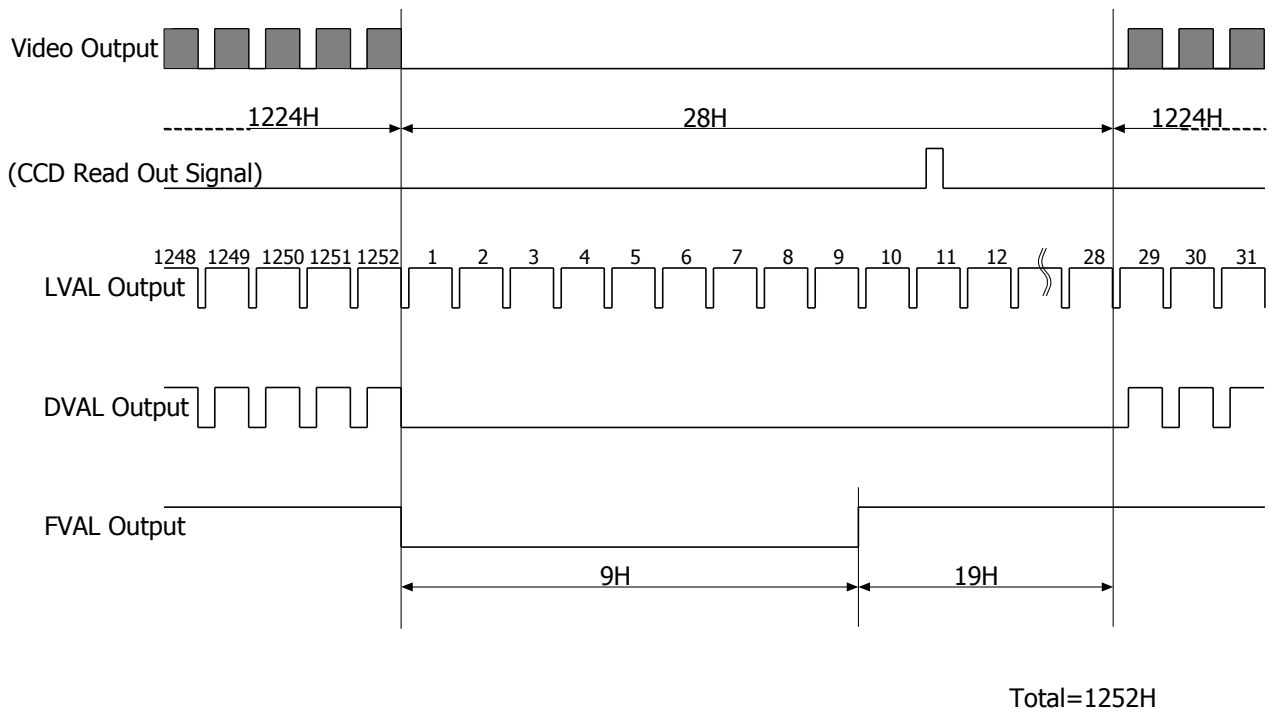 Video Output
1224H 28H 1224H
(CCD Read Out Signal)
1248 1249 1250 1251 1252 1 2 3 4 5 6 7 8 9 10 11 12 28 29 30 31
LVAL Output
DVAL Output
FVAL Output
9H 19H
Total=1252H